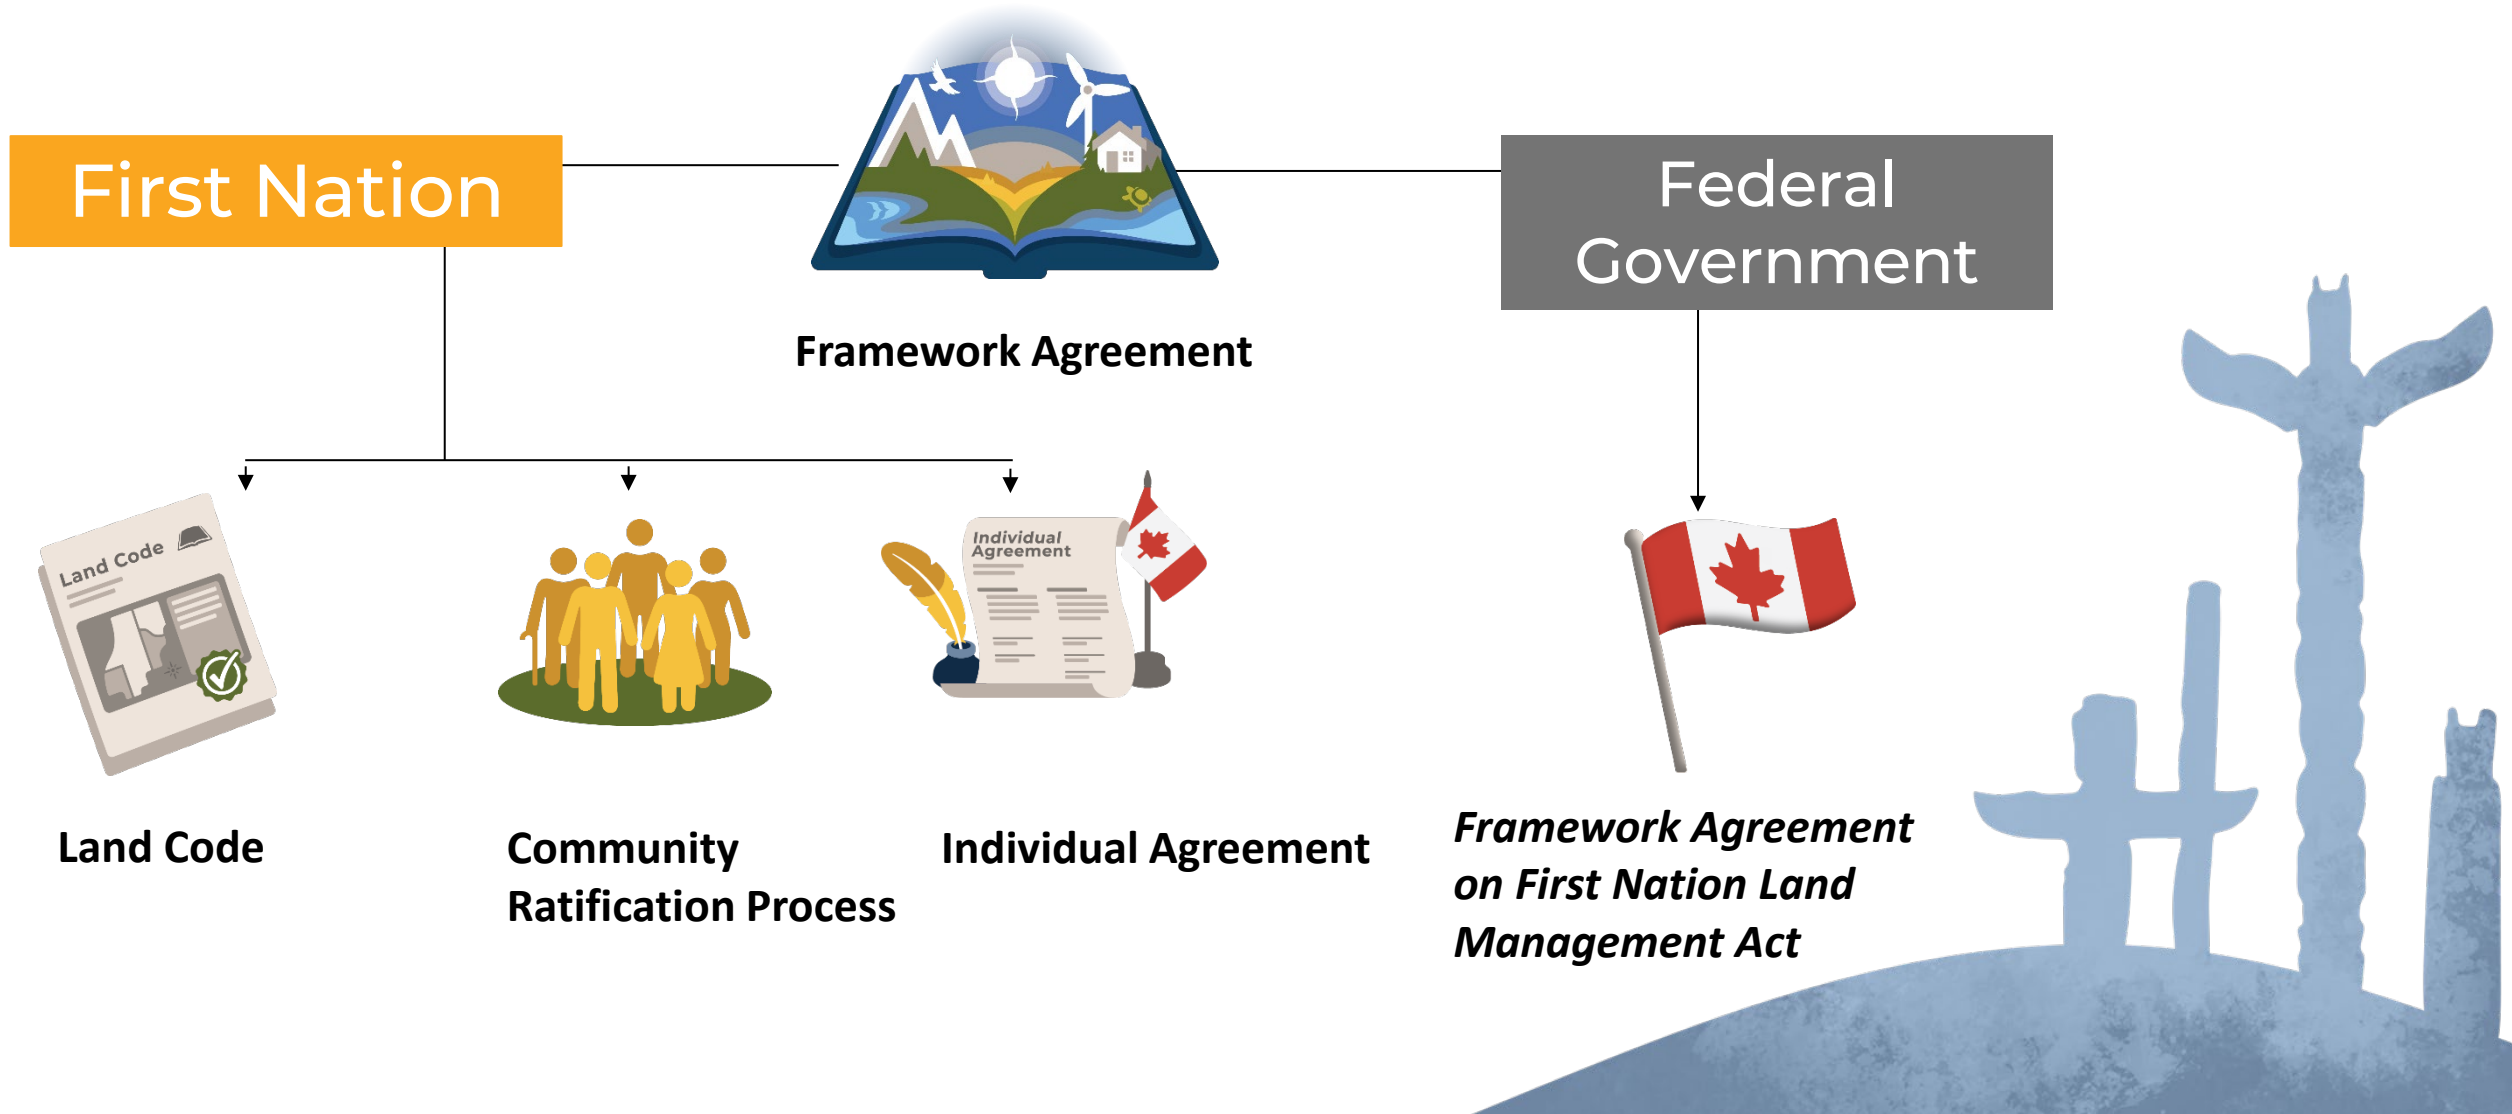 First Nation
Federal
Government
Framework Agreement
Land Code
Individual
Agreement
Land Code
Community
Ratification Process
Individual Agreement
Framework Agreement
on First Nation Land
Management Act